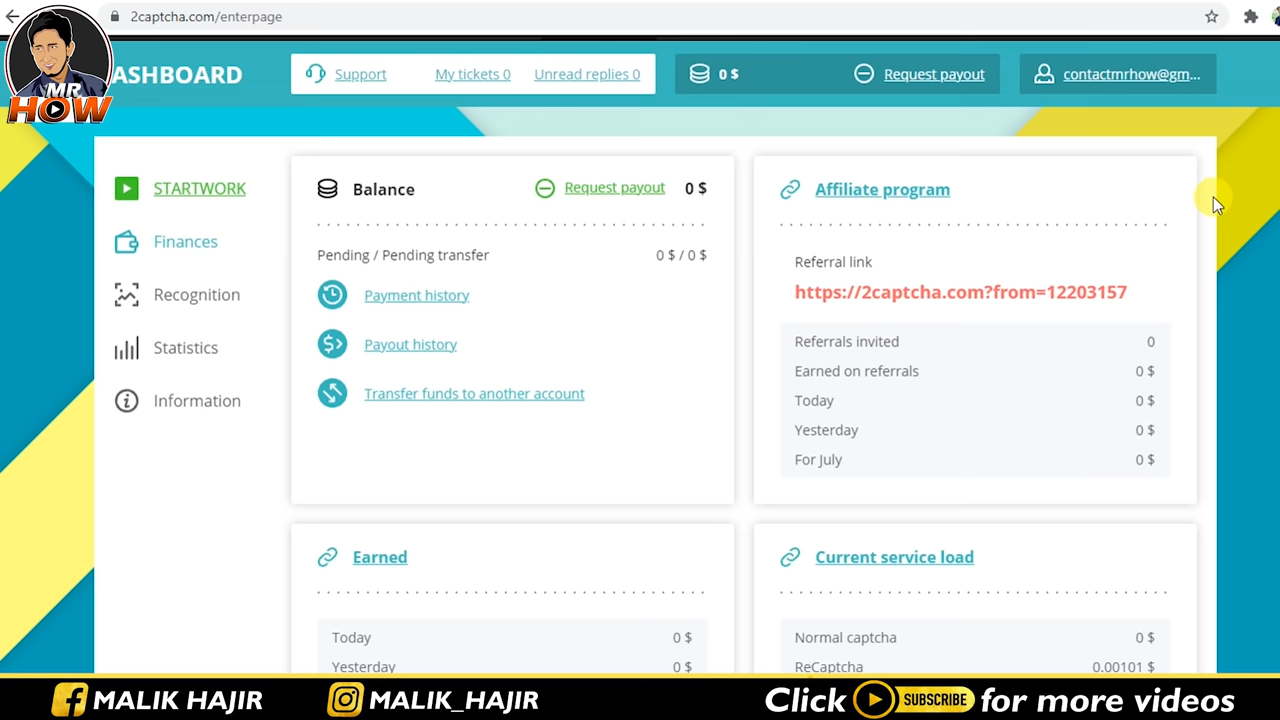 2captcha.com/enterpage
MR
HOW
ASHBOARD
Support
My tickets 0
Unread replies 0
0 $
Request payout
contactmrhow@gm...
STARTWORK
Finances
Recognition
Statistics
Information
Balance
Request payout
0 $
Pending / Pending transfer
0 $ / 0 $
Payment history
Payout history
Transfer funds to another account
Affiliate program
Referral link
https://2captcha.com?from=12203157
Referrals invited 0
Earned on referrals 0 $
Today 0 $
Yesterday 0 $
For July 0 $
Earned
Today 0 $
Yesterday 0 $
Current service load
Normal captcha 0 $
ReCaptcha 0.00101 $
MALIK HAJIR
MALIK_HAJIR
Click SUBSCRIBE for more videos